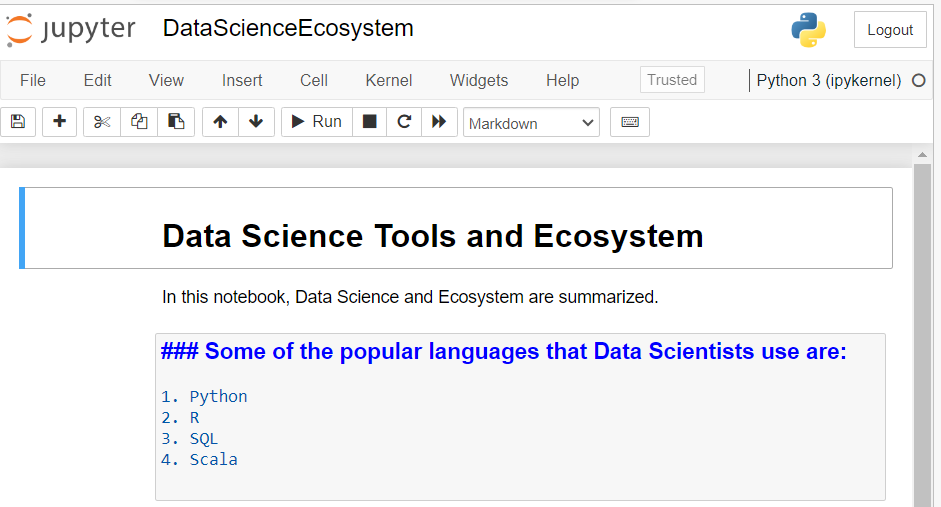 jupyter DataScienceEcosystem Logout
File Edit View Insert Cell Kernel Widgets Help Trusted Python 3 (ipykernel)
Run Markdown
Data Science Tools and Ecosystem
In this notebook, Data Science and Ecosystem are summarized.
### Some of the popular languages that Data Scientists use are:
1. Python
2. R
3. SQL
4. Scala